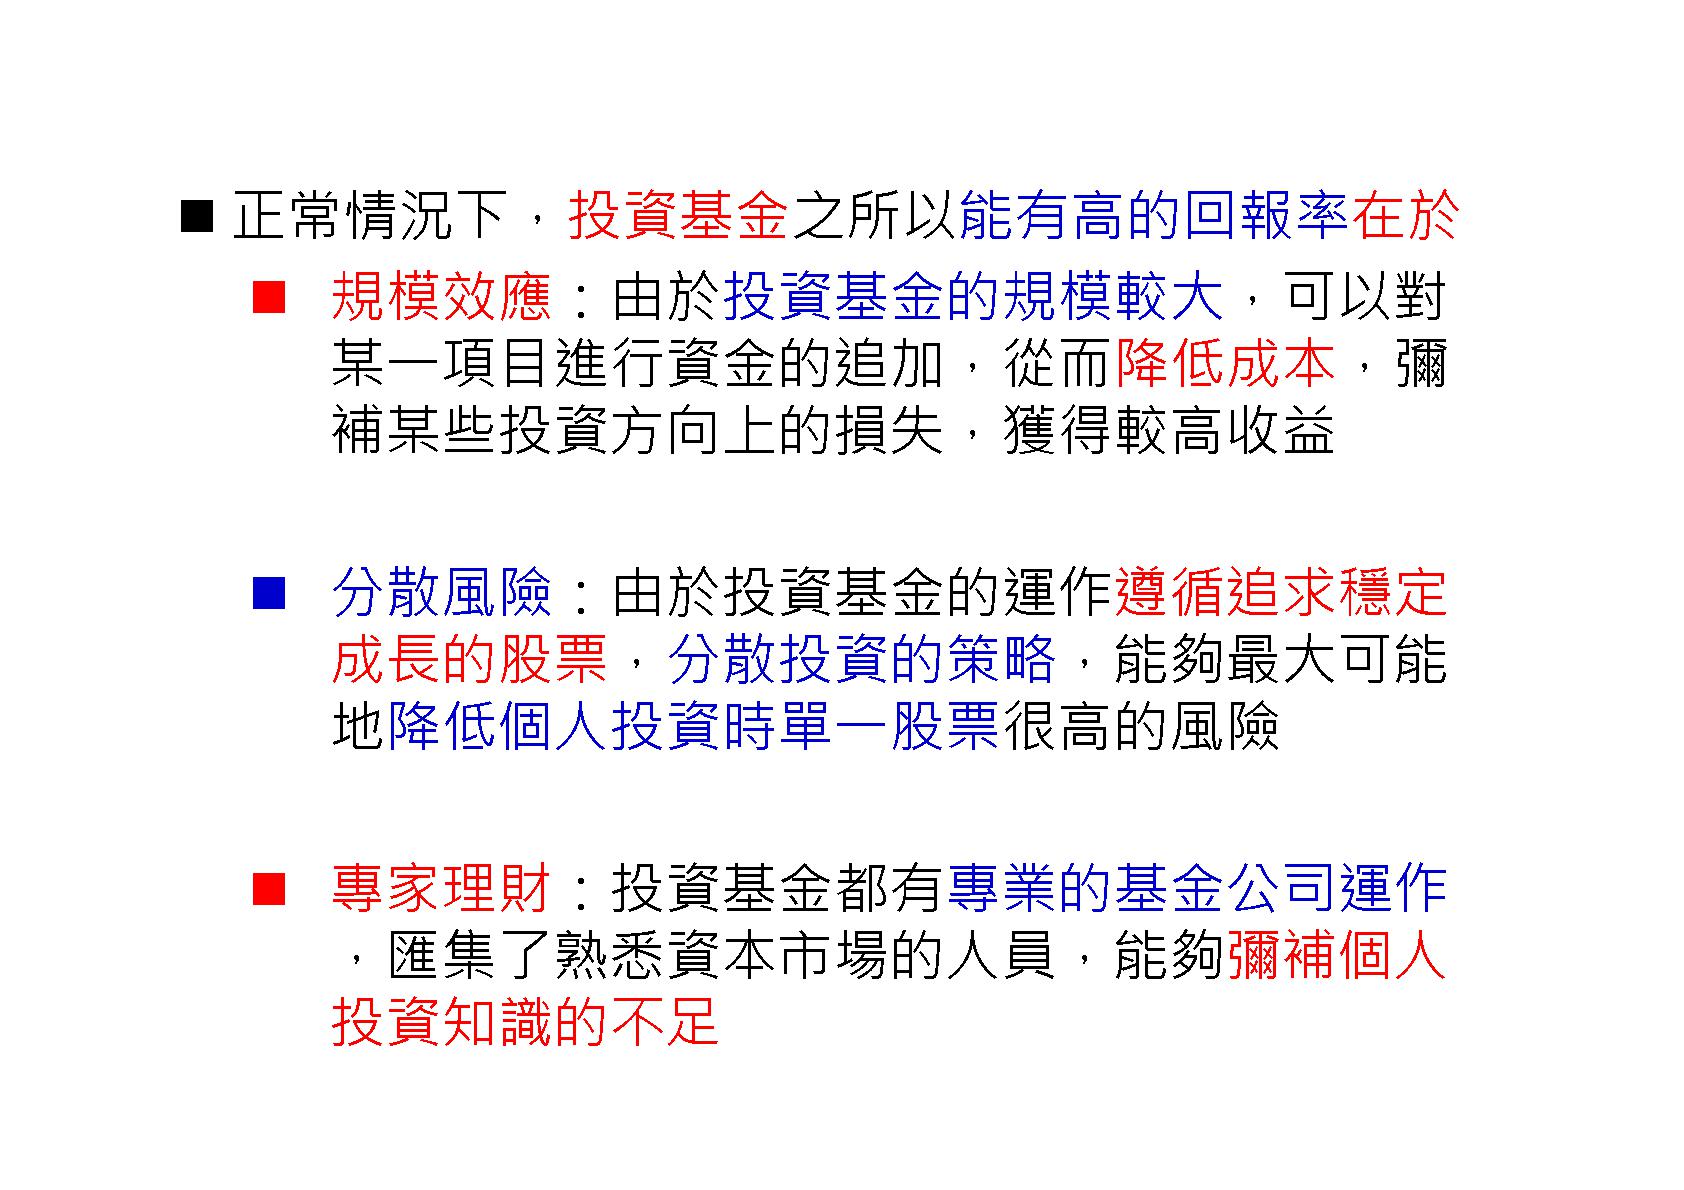 ■ 正常情況下，投資基金之所以能有高的回報率在於
■ 規模效應：由於投資基金的規模較大，可以對
某一項目進行資金的追加，從而降低成本，彌
補某些投資方向上的損失，獲得較高收益
■ 分散風險：由於投資基金的運作遵循追求穩定
成長的股票，分散投資的策略，能夠最大可能
地降低個人投資時單一股票很高的風險
■ 專家理財：投資基金都有專業的基金公司運作
，匯集了熟悉資本市場的人員，能夠彌補個人
投資知識的不足